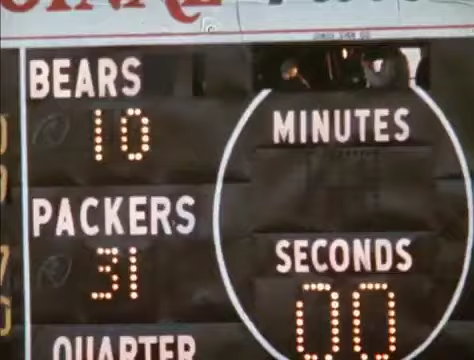 BEARS
10
MINUTES
PACKERS
31
SECONDS
00
QUARTER